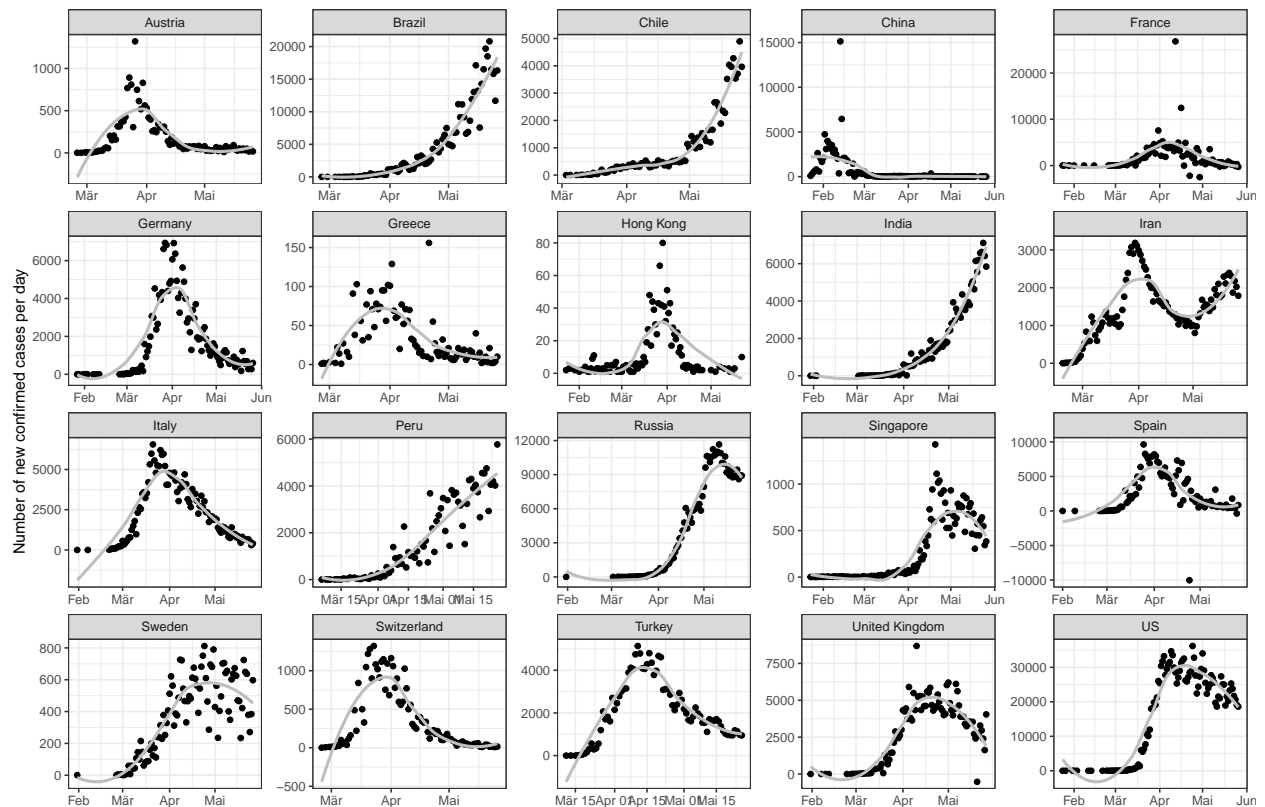 Number of new confirmed cases per day
Austria
Brazil
Chile
China
France
1000
500
0
Mär Apr Mai
20000
15000
10000
5000
0
Mär Apr Mai
5000
4000
3000
2000
1000
0
Mär Apr Mai
15000
10000
5000
0
Feb Mär Apr Mai Jun
20000
10000
0
Feb Mär Apr Mai Jun
Germany
Greece
Hong Kong
India
Iran
6000
4000
2000
0
Feb Mär Apr Mai Jun
150
100
50
0
Mär Apr Mai
80
60
40
20
0
Feb Mär Apr Mai
6000
4000
2000
0
Feb Mär Apr Mai
3000
2000
1000
0
Mär Apr Mai
Italy
Peru
Russia
Singapore
Spain
5000
2500
0
Feb Mär Apr Mai
6000
4000
2000
0
Mär 15 Apr 01 Apr 15 Mai 01 Mai 15
12000
9000
6000
3000
0
Feb Mär Apr Mai
1000
500
0
Feb Mär Apr Mai Jun
10000
5000
0
−5000
−10000
Feb Mär Apr Mai
Sweden
Switzerland
Turkey
United Kingdom
US
800
600
400
200
0
Feb Mär Apr Mai
1000
500
0
−500
Mär Apr Mai
4000
2000
0
Mär 15 Apr 01 Apr 15 Mai 01 Mai 15
7500
5000
2500
0
Feb Mär Apr Mai
30000
20000
10000
0
Feb Mär Apr Mai Jun